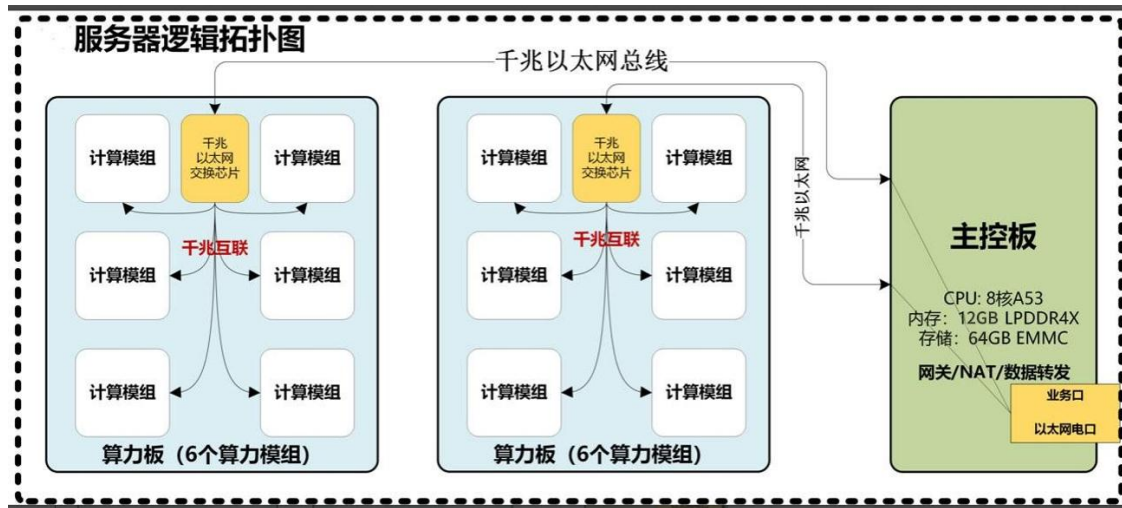 服务器逻辑拓扑图
千兆以太网总线
计算模组
千兆
以太网
交换芯片
计算模组
千兆互联
计算模组
计算模组
计算模组
计算模组
算力板（6个算力模组）
计算模组
千兆
以太网
交换芯片
计算模组
千兆互联
计算模组
计算模组
计算模组
计算模组
算力板（6个算力模组）
千兆以太网
主控板
CPU: 8核A53
内存：12GB LPDDR4X
存储：64GB EMMC
网关/NAT/数据转发
业务口
以太网电口